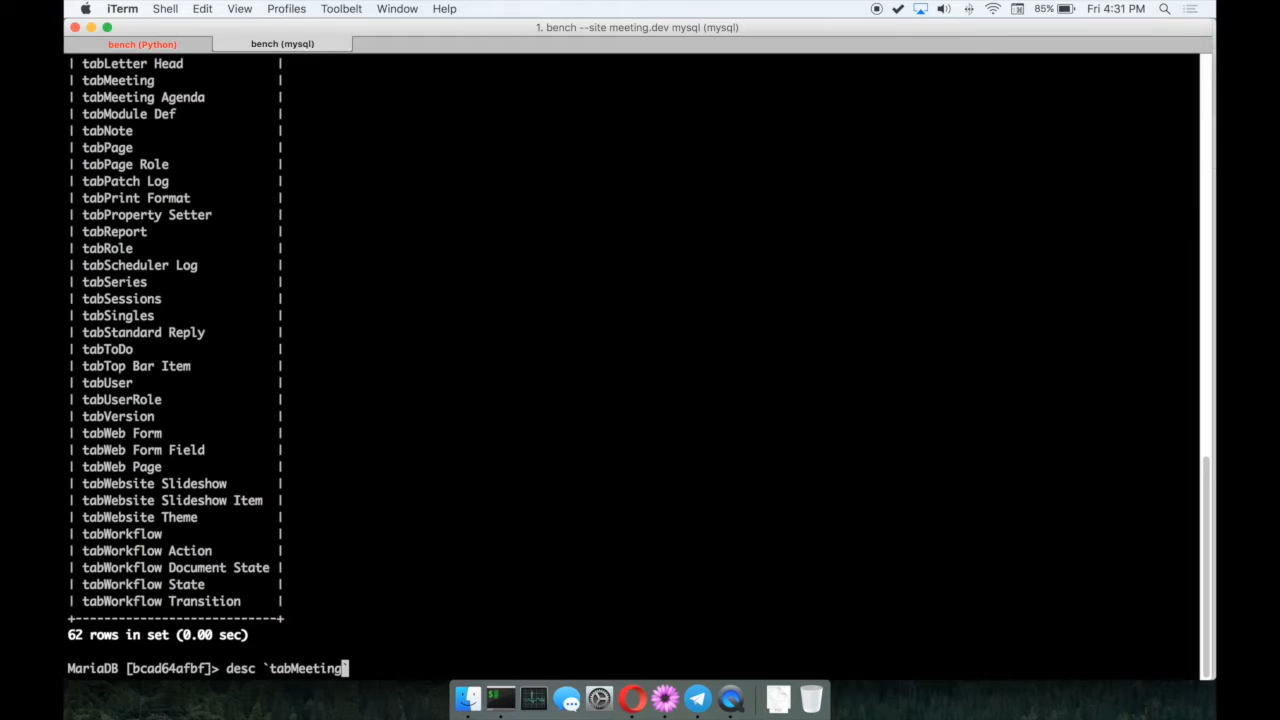 iTerm Shell Edit View Profiles Toolbelt Window Help 85% Fri 4:31 PM
1. bench --site meeting.dev mysql (mysql)
bench (Python) bench (mysql)
| tabLetter Head |
| tabMeeting |
| tabMeeting Agenda |
| tabModule Def |
| tabNote |
| tabPage |
| tabPage Role |
| tabPatch Log |
| tabPrint Format |
| tabProperty Setter |
| tabReport |
| tabRole |
| tabScheduler Log |
| tabSeries |
| tabSessions |
| tabSingles |
| tabStandard Reply |
| tabToDo |
| tabTop Bar Item |
| tabUser |
| tabUserRole |
| tabVersion |
| tabWeb Form |
| tabWeb Form Field |
| tabWeb Page |
| tabWebsite Slideshow |
| tabWebsite Slideshow Item |
| tabWebsite Theme |
| tabWorkflow |
| tabWorkflow Action |
| tabWorkflow Document State |
| tabWorkflow State |
| tabWorkflow Transition |
+----------------------------+
62 rows in set (0.00 sec)
MariaDB [bcad64afbf]> desc `tabMeeting`